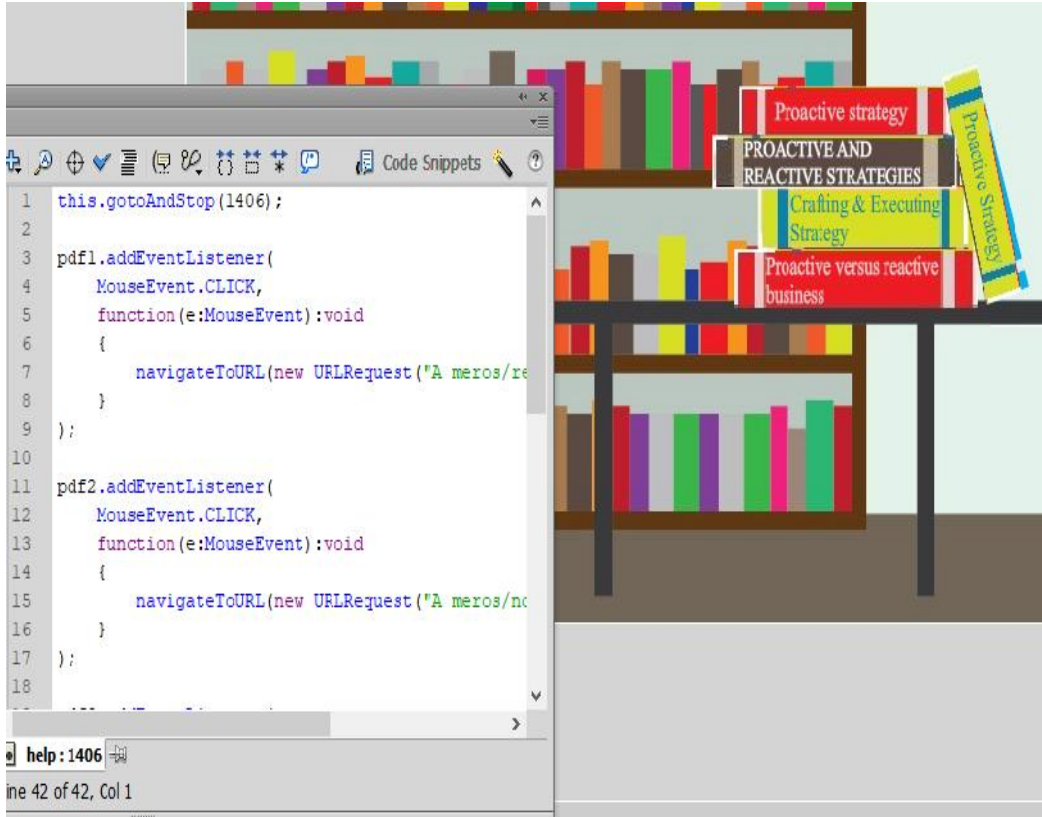 Code Snippets
1 this.gotoAndStop(1406);
2
3 pdf1.addEventListener(
4 MouseEvent.CLICK,
5 function(e:MouseEvent):void
6 {
7 navigateToURL(new URLRequest("A meros/re
8 }
9 );
10
11 pdf2.addEventListener(
12 MouseEvent.CLICK,
13 function(e:MouseEvent):void
14 {
15 navigateToURL(new URLRequest("A meros/no
16 }
17 );
18
help:1406
ine 42 of 42, Col 1
Proactive strategy
PROACTIVE AND
REACTIVE STRATEGIES
Crafting & Executing
Strategy
Proactive versus reactive
business
Proactive Strategy